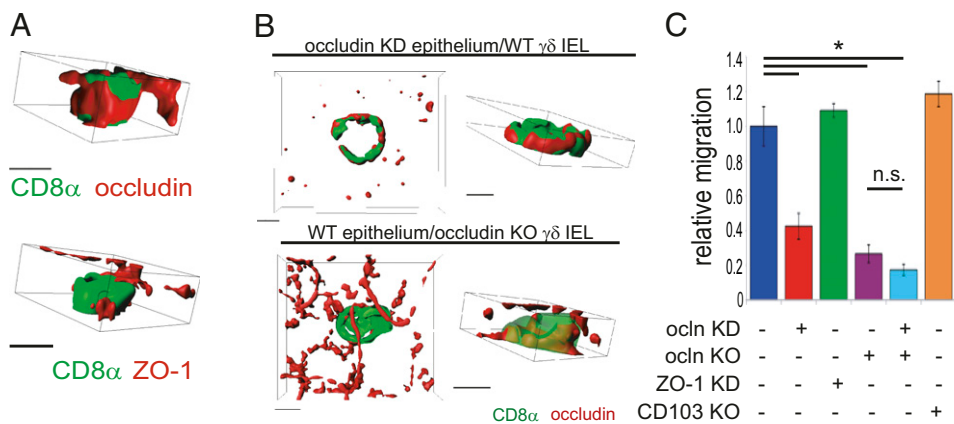 A
CD8α occludin
CD8α ZO-1
B
occludin KD epithelium/WT γδ IEL
WT epithelium/occludin KO γδ IEL
CD8α occludin
C
relative migration
1.4
1.2
1.0
0.8
0.6
0.4
0.2
0
*
n.s.
ocln KD - + - - + -
ocln KO - - - + + -
ZO-1 KD - - + - - -
CD103 KO - - - - - +